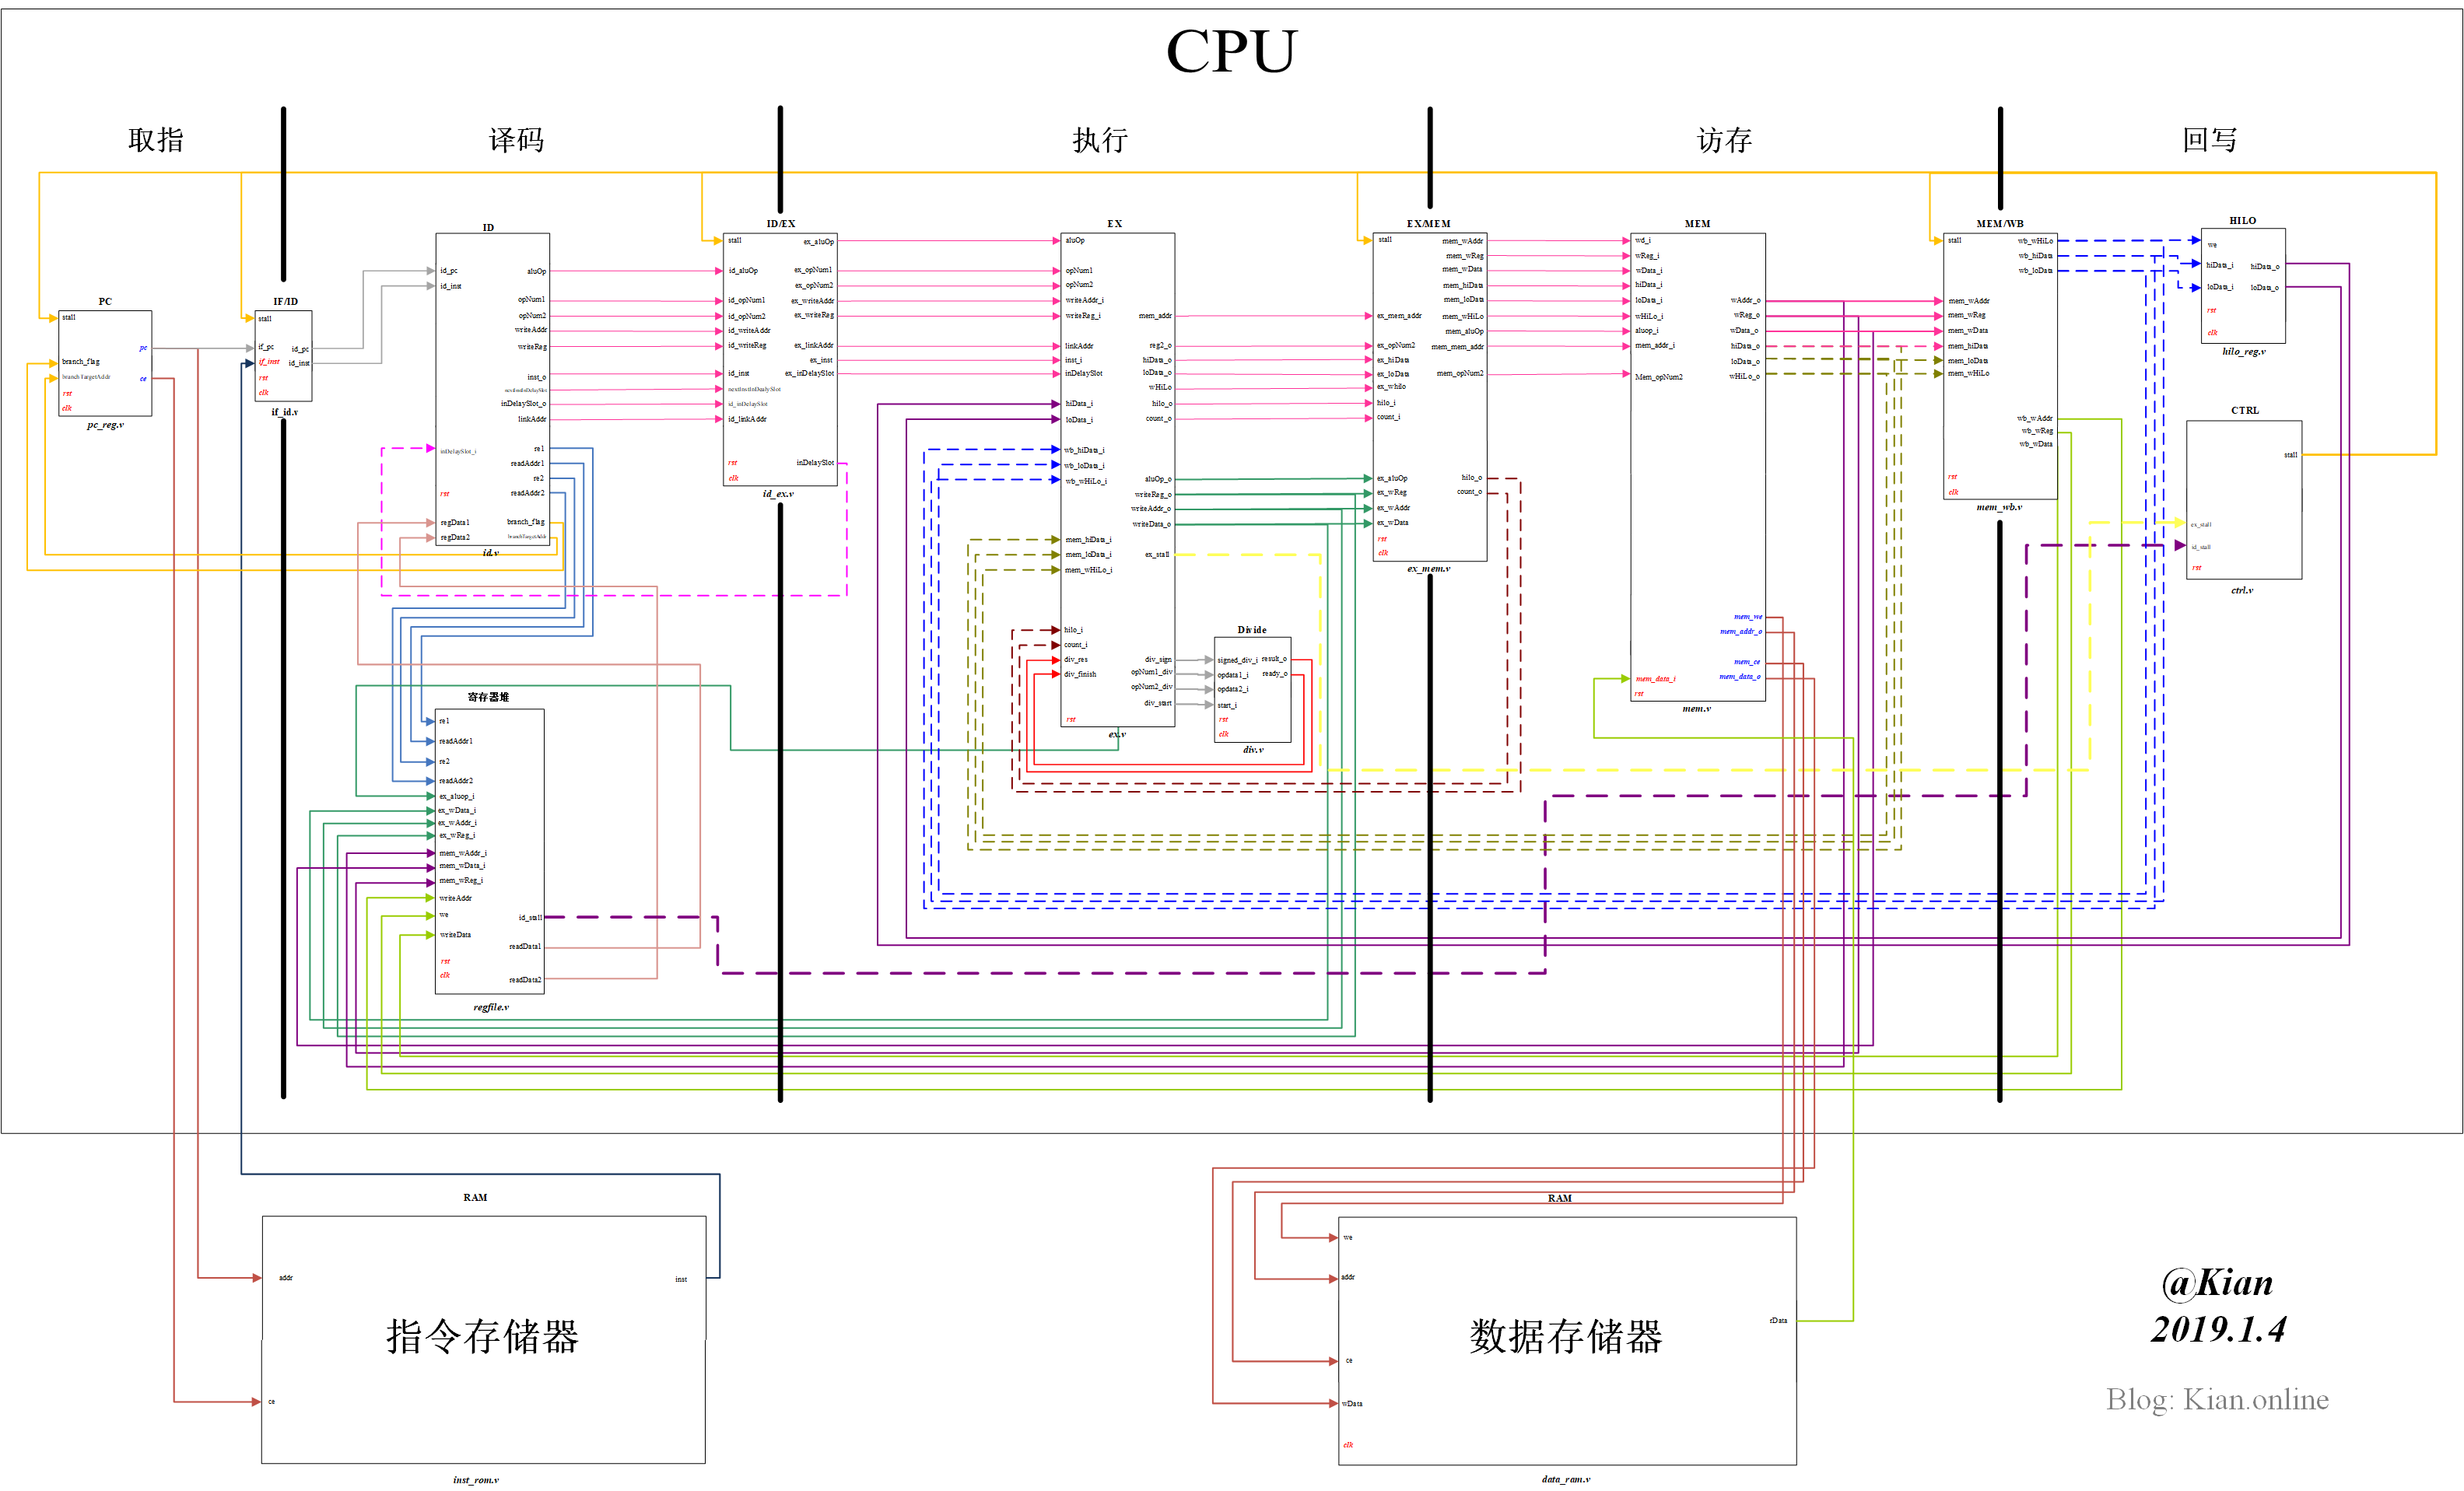 CPU
取指
译码
执行
访存
回写
PC
stall
pc
branch_flag
branchTargetAddr
ce
rst
clk
pc_reg.v
IF/ID
stall
if_pc
id_pc
if_inst
id_inst
rst
clk
if_id.v
ID
id_pc
aluOp
id_inst
opNum1
opNum2
writeAddr
writeReg
inst_o
nextInstInDelaySlot
inDelaySlot_o
linkAddr
inDelaySlot_i
re1
readAddr1
re2
rst
readAddr2
regData1
branch_flag
regData2
branchTargetAddr
id.v
寄存器堆
re1
readAddr1
re2
readAddr2
ex_aluop_i
ex_wData_i
ex_wAddr_i
ex_wReg_i
mem_wAddr_i
mem_wData_i
mem_wReg_i
writeAddr
we
id_stall
writeData
readData1
rst
clk
readData2
regfile.v
ID/EX
stall
ex_aluOp
id_aluOp
ex_opNum1
ex_opNum2
id_opNum1
ex_writeAddr
id_opNum2
ex_writeReg
id_writeAddr
id_writeReg
ex_linkAddr
ex_inst
id_inst
ex_inDelaySlot
nextInstInDealySlot
id_inDelaySlot
id_linkAddr
rst
inDelaySlot
clk
id_ex.v
EX
aluOp
opNum1
opNum2
writeAddr_i
writeReg_i
mem_addr
linkAddr
reg2_o
inst_i
hiData_o
inDelaySlot
loData_o
wHiLo
hiData_i
hilo_o
loData_i
count_o
wb_hiData_i
wb_loData_i
wb_wHiLo_i
aluOp_o
writeReg_o
writeAddr_o
writeData_o
mem_hiData_i
mem_loData_i
ex_stall
mem_wHiLo_i
hilo_i
count_i
div_res
div_sign
div_finish
opNum1_div
opNum2_div
div_start
rst
ex.v
Divide
signed_div_i
result_o
opdata1_i
ready_o
opdata2_i
start_i
rst
clk
div.v
EX/MEM
stall
mem_wAddr
mem_wReg
mem_wData
mem_hiData
mem_loData
ex_mem_addr
mem_wHiLo
mem_aluOp
ex_opNum2
mem_mem_addr
ex_hiData
ex_loData
mem_opNum2
ex_whilo
hilo_i
count_i
ex_aluOp
hilo_o
ex_wReg
count_o
ex_wAddr
ex_wData
rst
clk
ex_mem.v
MEM
wd_i
wReg_i
wData_i
hiData_i
loData_i
wAddr_o
wHiLo_i
wReg_o
aluop_i
wData_o
mem_addr_i
hiData_o
loData_o
Mem_opNum2
wHiLo_o
mem_we
mem_addr_o
mem_ce
mem_data_i
mem_data_o
rst
mem.v
MEM/WB
stall
wb_wHiLo
wb_hiData
wb_loData
mem_wAddr
mem_wReg
mem_wData
mem_hiData
mem_loData
mem_wHiLo
wb_wAddr
wb_wReg
wb_wData
rst
clk
mem_wb.v
HILO
we
hiData_i
hiData_o
loData_i
loData_o
rst
clk
hilo_reg.v
CTRL
stall
ex_stall
id_stall
rst
ctrl.v
RAM
addr
inst
指令存储器
ce
inst_rom.v
RAM
we
addr
rData
数据存储器
ce
wData
clk
data_ram.v
@Kian
2019.1.4
Blog: Kian.online